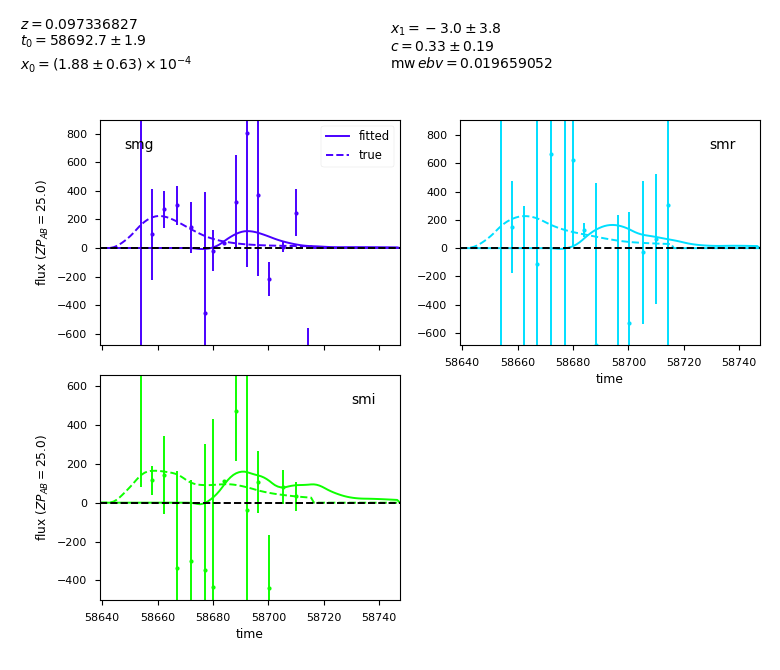 z = 0.097336827
t₀ = 58692.7 ± 1.9
x₀ = (1.88 ± 0.63) × 10⁻⁴
x₁ = −3.0 ± 3.8
c = 0.33 ± 0.19
mw ebv = 0.019659052
smg
fitted
true
800
600
400
200
0
−200
−400
−600
flux (ZP_AB = 25.0)
smr
800
600
400
200
0
−200
−400
−600
58640 58660 58680 58700 58720 58740
time
smi
600
400
200
0
−200
−400
flux (ZP_AB = 25.0)
58640 58660 58680 58700 58720 58740
time